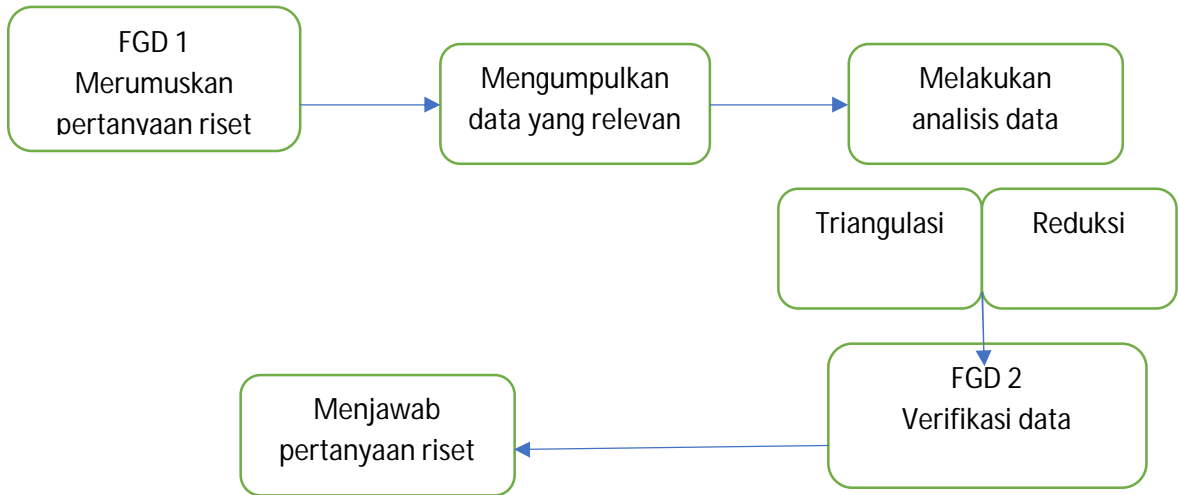 FGD 1
Merumuskan
pertanyaan riset
Mengumpulkan
data yang relevan
Melakukan
analisis data
Triangulasi
Reduksi
FGD 2
Verifikasi data
Menjawab
pertanyaan riset